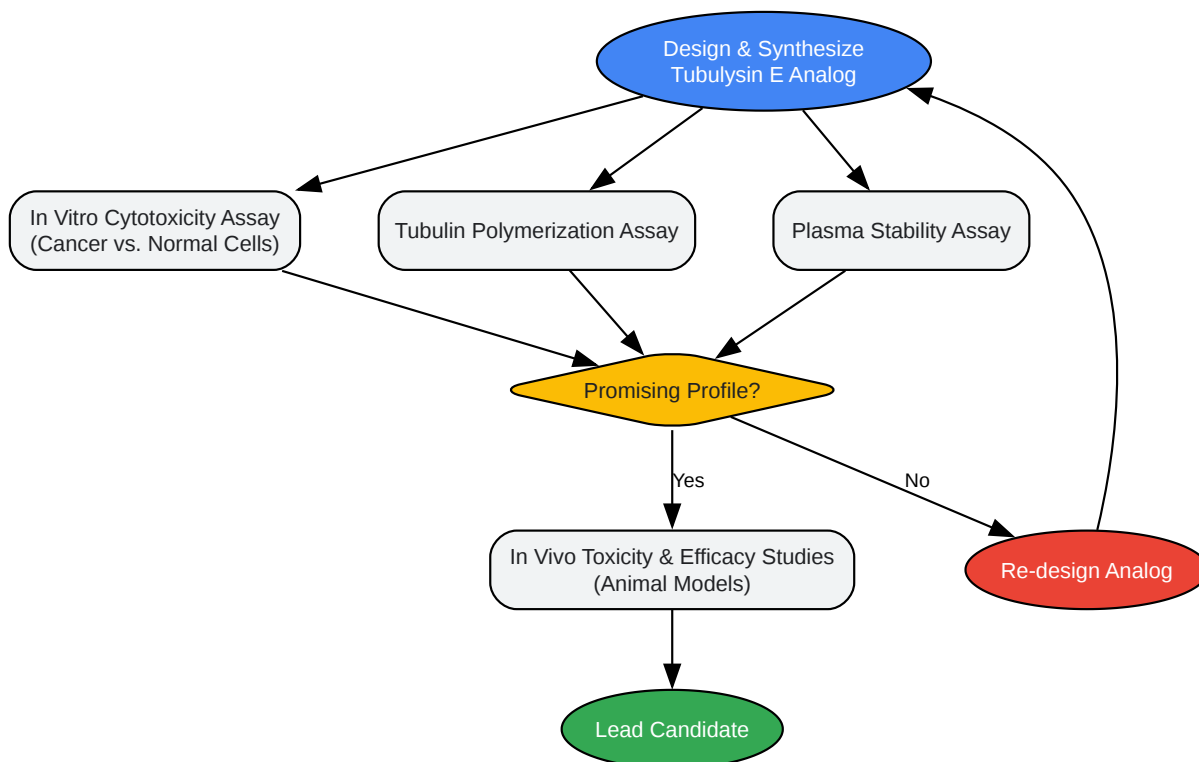 Design & Synthesize
Tubulysin E Analog
In Vitro Cytotoxicity Assay
(Cancer vs. Normal Cells)
Tubulin Polymerization Assay
Plasma Stability Assay
Promising Profile?
Yes
No
In Vivo Toxicity & Efficacy Studies
(Animal Models)
Re-design Analog
Lead Candidate